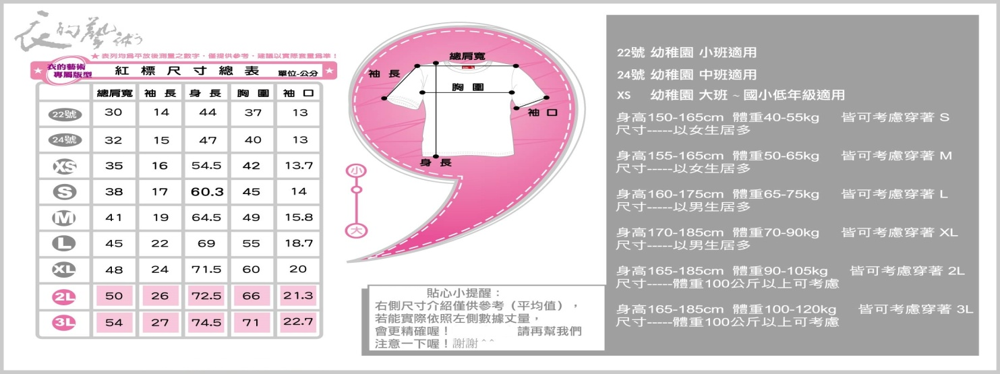 衣的藝術
★表列均為平放後測量之數字，僅提供參考，建議以實際套量為準！
★ 衣的藝術 專屬版型 紅標尺寸總表 單位-公分 ★
總肩寬 袖長 身長 胸圍 袖口
22號 30 14 44 37 13
24號 32 15 47 40 13
XS 35 16 54.5 42 13.7
S 38 17 60.3 45 14
M 41 19 64.5 49 15.8
L 45 22 69 55 18.7
XL 48 24 71.5 60 20
2L 50 26 72.5 66 21.3
3L 54 27 74.5 71 22.7
總肩寬
袖長
胸圍
袖口
身長
小
大
貼心小提醒：
右側尺寸介紹僅供參考（平均值），
若能實際依照左側數據丈量，
會更精確喔！ 請再幫我們
注意一下喔！謝謝^^
22號 幼稚園 小班適用
24號 幼稚園 中班適用
XS 幼稚園 大班 ~ 國小低年級適用
身高150-165cm 體重40-55kg 皆可考慮穿著 S
尺寸-----以女生居多
身高155-165cm 體重50-65kg 皆可考慮穿著 M
尺寸-----以女生居多
身高160-175cm 體重65-75kg 皆可考慮穿著 L
尺寸-----以男生居多
身高170-185cm 體重70-90kg 皆可考慮穿著 XL
尺寸-----以男生居多
身高165-185cm 體重90-105kg 皆可考慮穿著 2L
尺寸-----體重100公斤以上可考慮
身高165-185cm 體重100-120kg 皆可考慮穿著 3L
尺寸-----體重100公斤以上可考慮